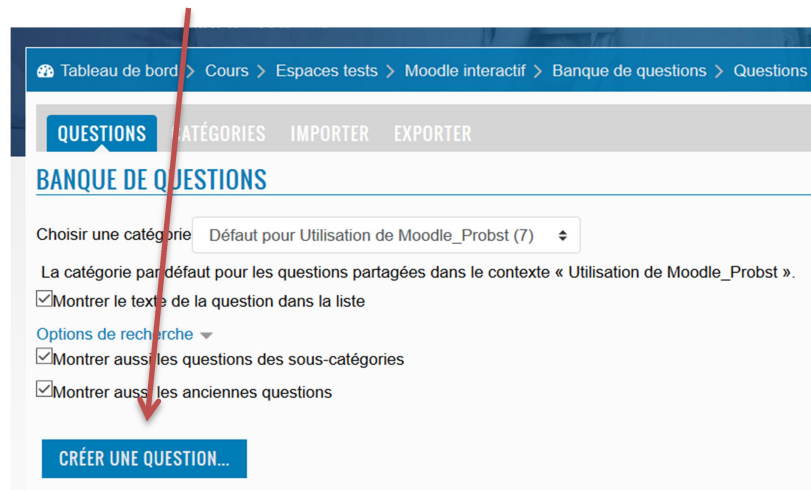 Tableau de bord > Cours > Espaces tests > Moodle interactif > Banque de questions > Questions
QUESTIONS CATÉGORIES IMPORTER EXPORTER
BANQUE DE QUESTIONS
Choisir une catégorie Défaut pour Utilisation de Moodle_Probst (7)
La catégorie par défaut pour les questions partagées dans le contexte « Utilisation de Moodle_Probst ».
Montrer le texte de la question dans la liste
Options de recherche
Montrer aussi les questions des sous-catégories
Montrer aussi les anciennes questions
CRÉER UNE QUESTION...